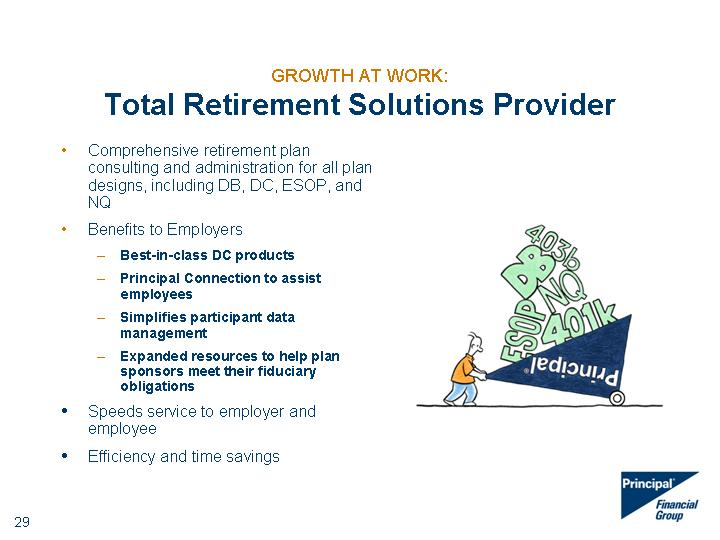 GROWTH AT WORK:
Total Retirement Solutions Provider
• Comprehensive retirement plan
consulting and administration for all plan
designs, including DB, DC, ESOP, and
NQ
• Benefits to Employers
– Best-in-class DC products
– Principal Connection to assist
employees
– Simplifies participant data
management
– Expanded resources to help plan
sponsors meet their fiduciary
obligations
• Speeds service to employer and
employee
• Efficiency and time savings
403b
DB
NQ
ESOP
401k
Principal®
Principal®
Financial
Group
29